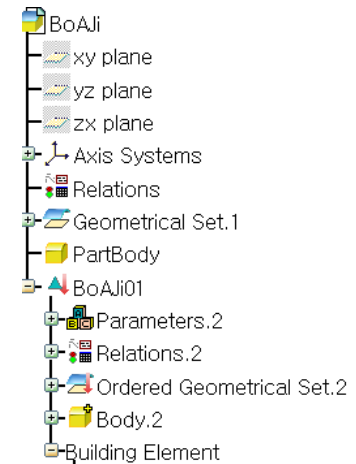 BoAJi
xy plane
yz plane
zx plane
Axis Systems
Relations
Geometrical Set.1
PartBody
BoAJi01
Parameters.2
Relations.2
Ordered Geometrical Set.2
Body.2
Building Element